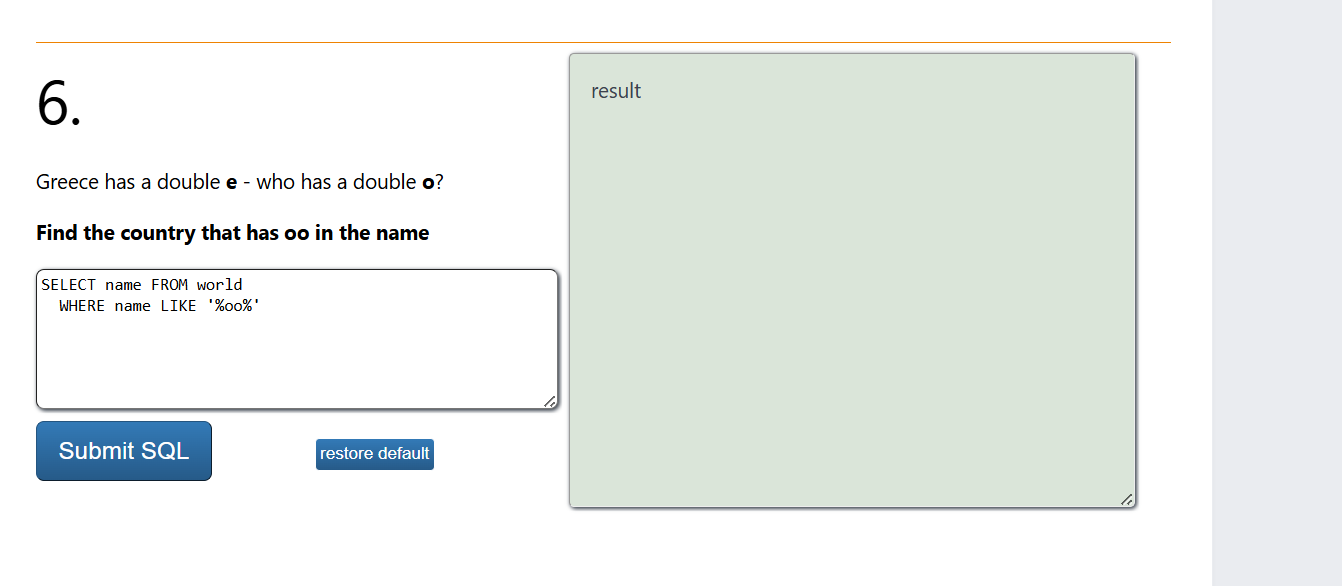 6.
Greece has a double e - who has a double o?
Find the country that has oo in the name
SELECT name FROM world
WHERE name LIKE '%oo%'
Submit SQL
restore default
result